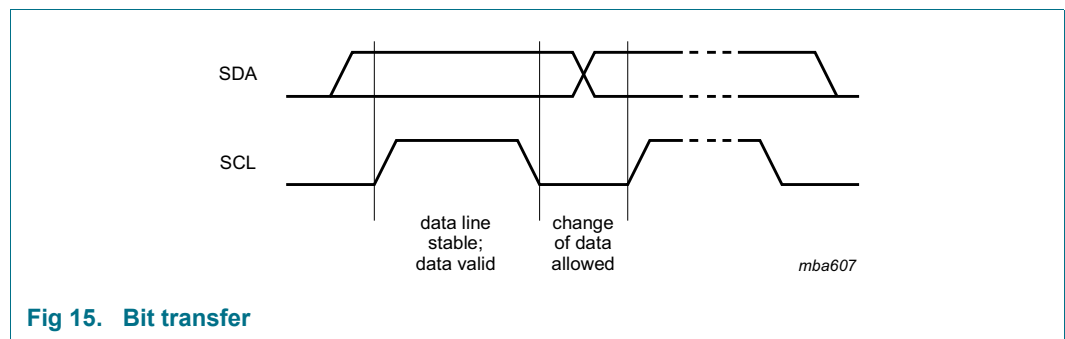 SDA
SCL
data line
stable;
data valid
change
of data
allowed
mba607
Fig 15. Bit transfer